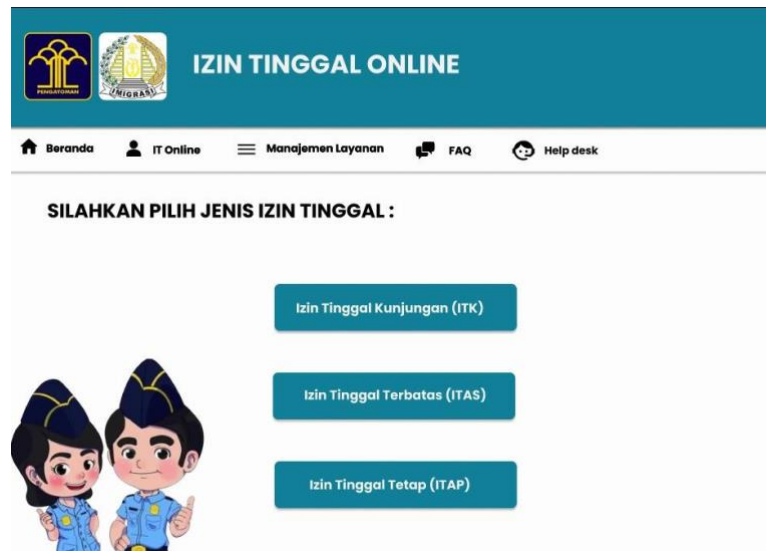 PENGAYOMAN
IMIGRASI
IZIN TINGGAL ONLINE
Beranda
IT Online
Manajemen Layanan
FAQ
Help desk
SILAHKAN PILIH JENIS IZIN TINGGAL :
Izin Tinggal Kunjungan (ITK)
Izin Tinggal Terbatas (ITAS)
Izin Tinggal Tetap (ITAP)